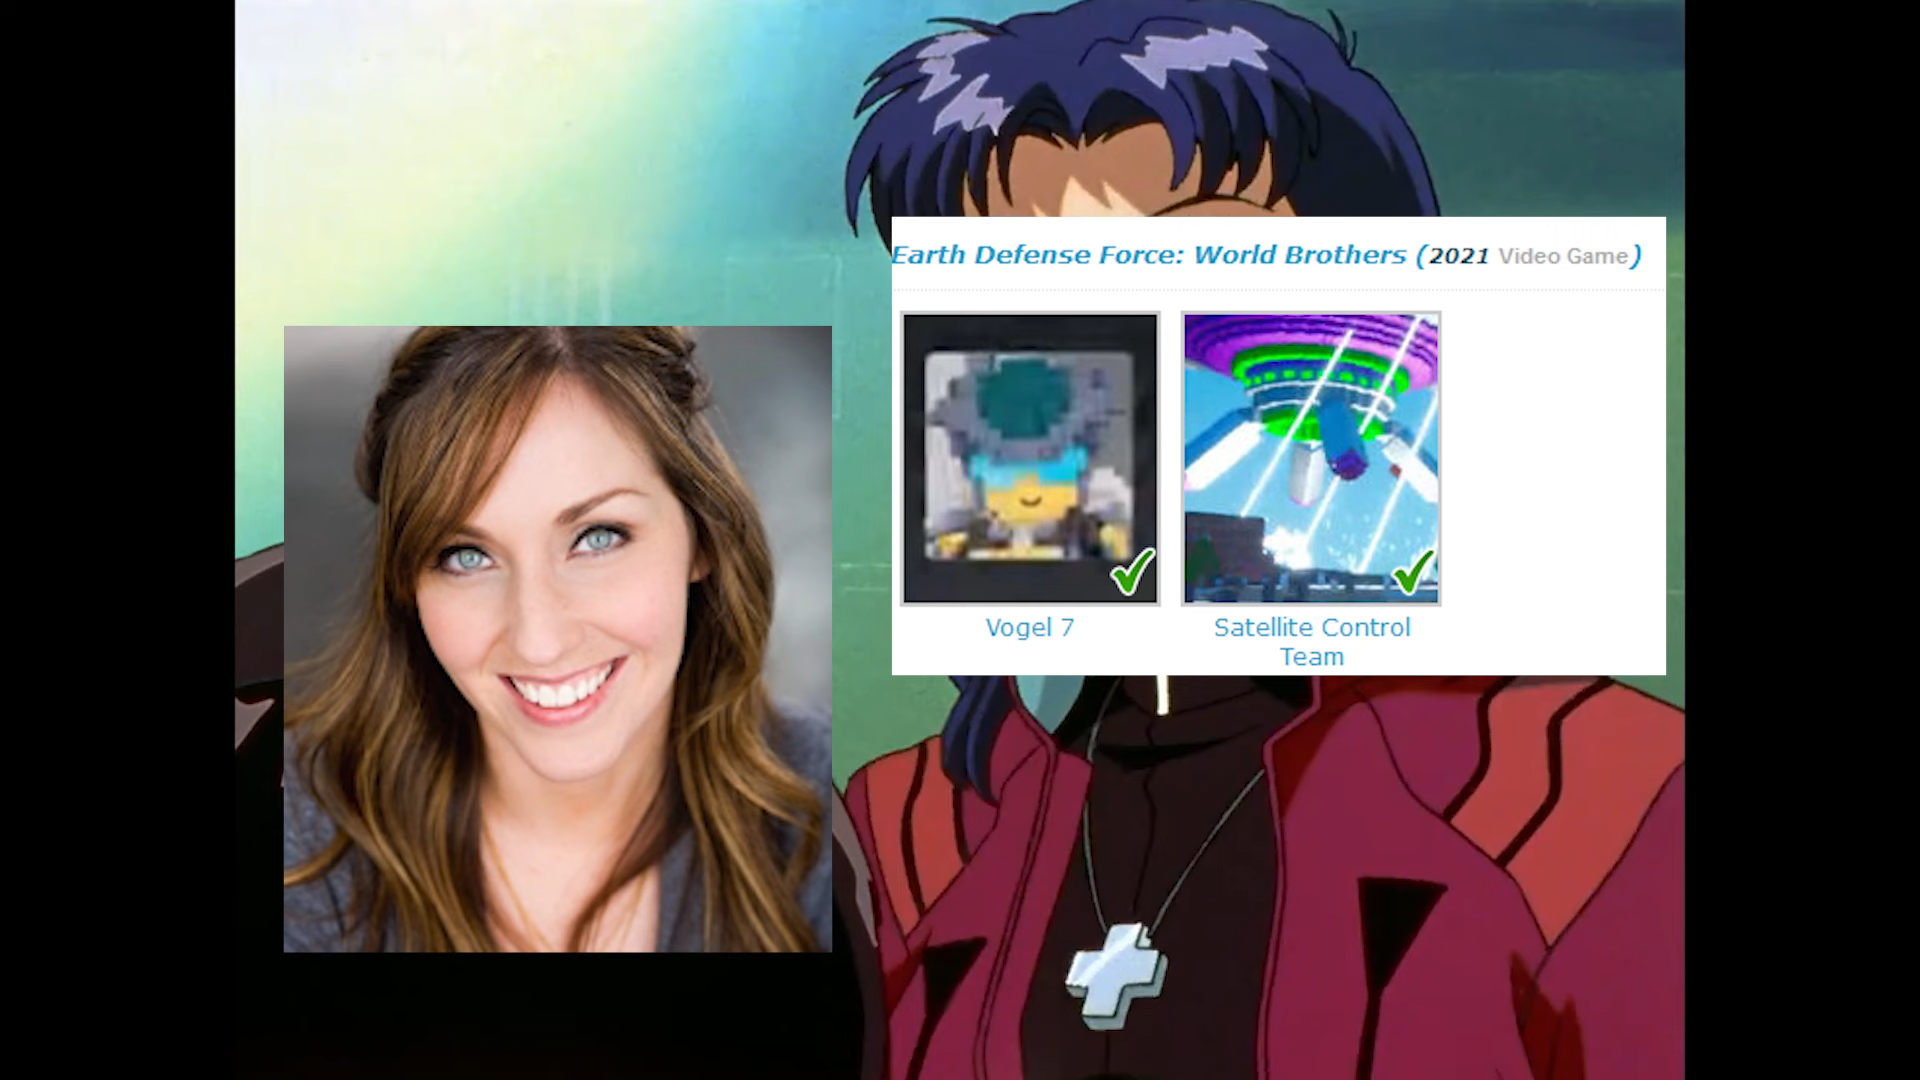 Earth Defense Force: World Brothers (2021 Video Game)
Vogel 7
Satellite Control
Team